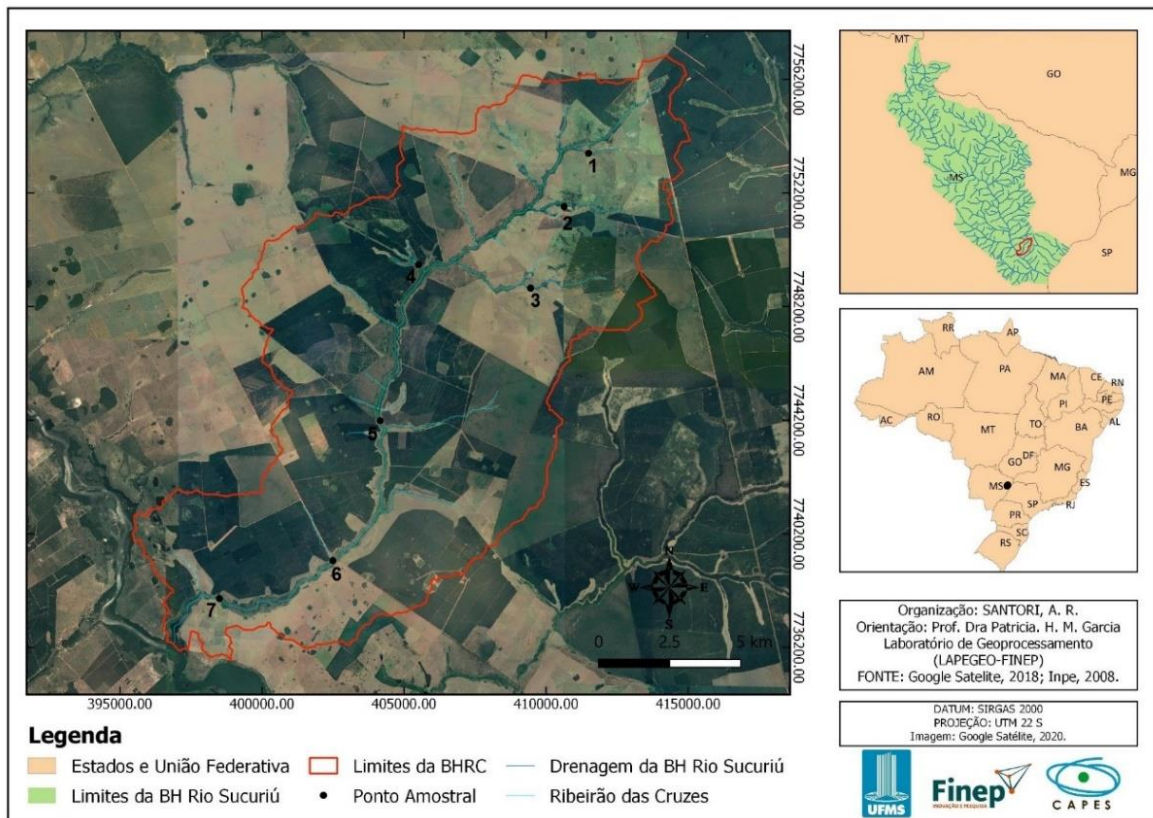 1
2
3
4
5
6
7
N
W
E
S
0
2.5
5 km
7756200.00
7752200.00
7748200.00
7744200.00
7740200.00
7736200.00
395000.00
400000.00
405000.00
410000.00
415000.00
MT
GO
MS
MG
SP
RR
AP
AM
PA
MA
CE
RN
PI
PE
AL
AC
RO
TO
BA
MT
GO
DF
MG
ES
MS
SP
RJ
PR
SC
RS
Organização: SANTORI, A. R.
Orientação: Prof. Dra Patricia. H. M. Garcia
Laboratório de Geoprocessamento
(LAPEGEO-FINEP)
FONTE: Google Satelite, 2018; Inpe, 2008.
DATUM: SIRGAS 2000
PROJEÇÃO: UTM 22 S
Imagem: Google Satélite, 2020.
Legenda
Estados e União Federativa
Limites da BHRC
Drenagem da BH Rio Sucuriú
Limites da BH Rio Sucuriú
Ponto Amostral
Ribeirão das Cruzes
UFMS
Finep
INOVAÇÃO E PESQUISA
CAPES